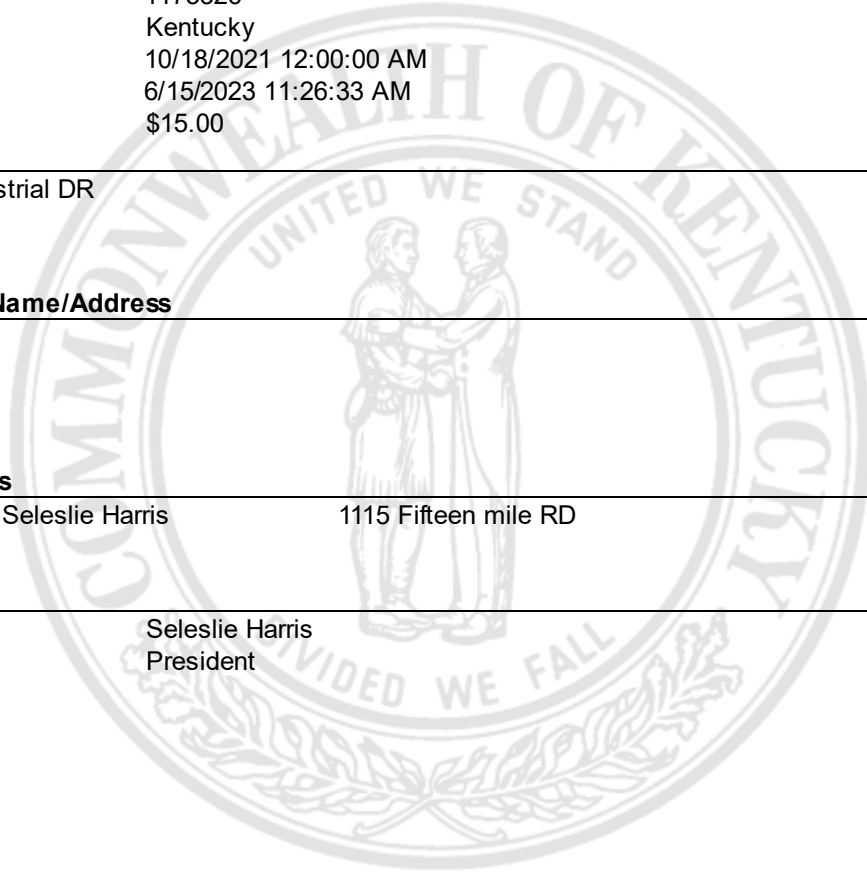 Kentucky
10/18/2021 12:00:00 AM
6/15/2023 11:26:33 AM
$15.00
strial DR
Name/Address
s
Seleslie Harris 1115 Fifteen mile RD
Seleslie Harris
President
COMMONWEALTH OF KENTUCKY
UNITED WE STAND
DIVIDED WE FALL